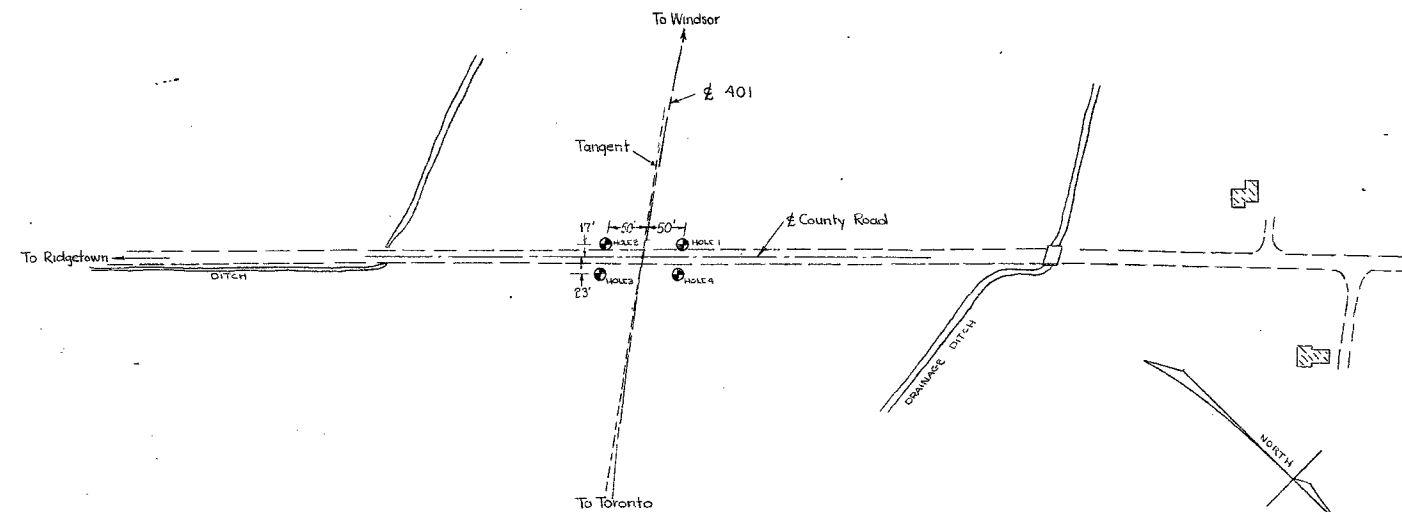 To Windsor
℄ 401
Tangent
17' 50' 50'
HOLE 2 HOLE 1
℄ County Road
To Ridgetown
DITCH
HOLE 3 HOLE 4
23'
DRAINAGE DITCH
NORTH
To Toronto